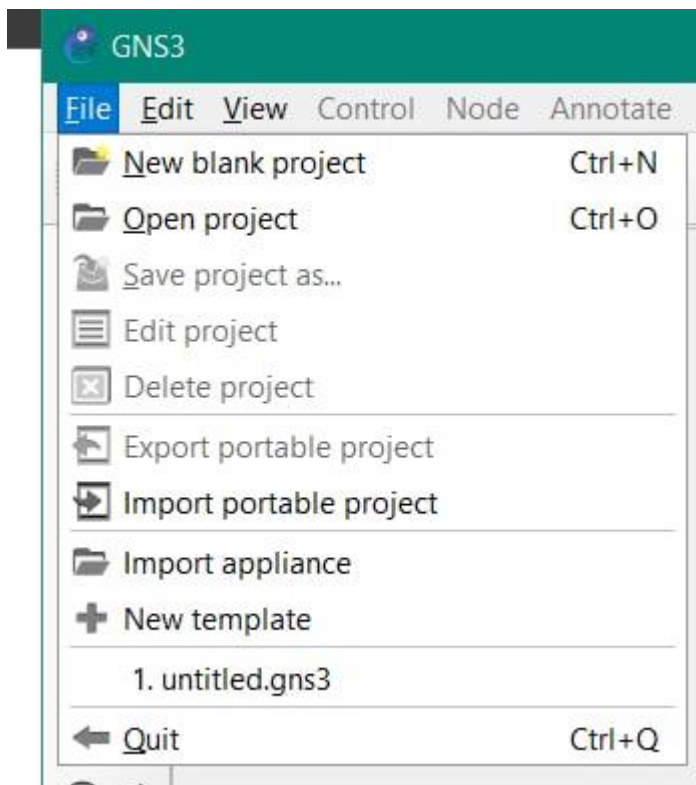 GNS3
File Edit View Control Node Annotate
New blank project Ctrl+N
Open project Ctrl+O
Save project as...
Edit project
Delete project
Export portable project
Import portable project
Import appliance
New template
1. untitled.gns3
Quit Ctrl+Q